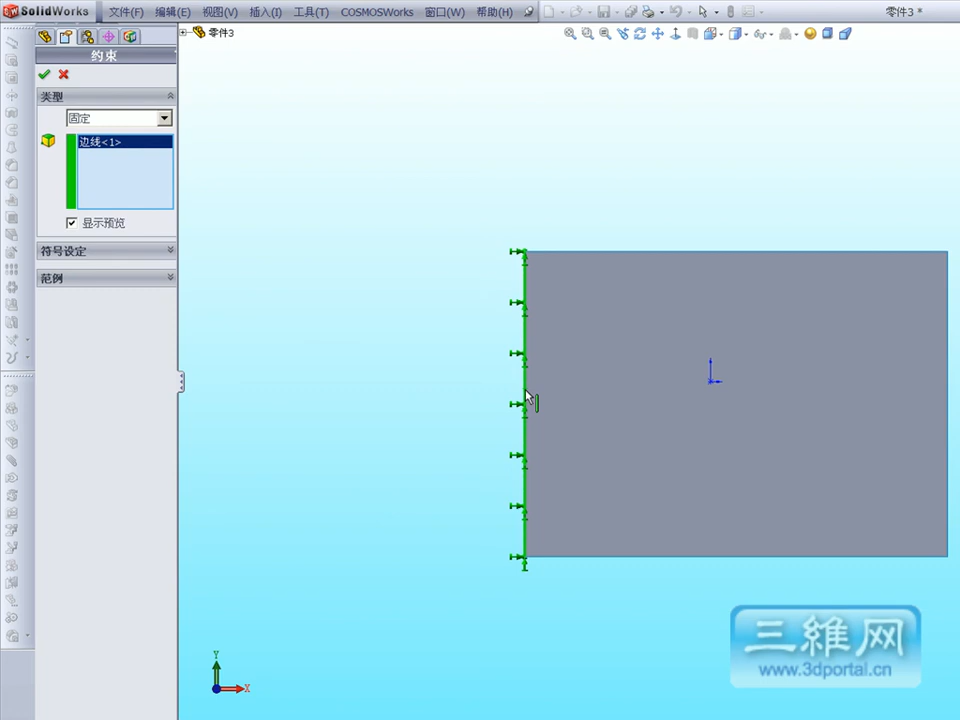 SolidWorks 文件(F) 编辑(E) 视图(V) 插入(I) 工具(T) COSMOSWorks 窗口(W) 帮助(H) 零件3 *
零件3
约束
类型
固定
边线<1>
显示预览
符号设定
范例
Y
X
三維网
www.3dportal.cn